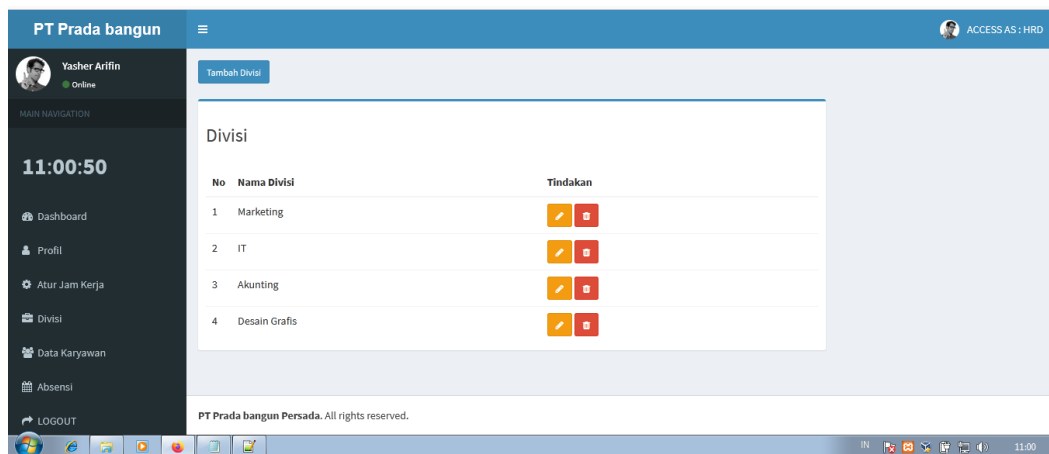 PT Prada bangun
ACCESS AS : HRD
Yasher Arifin
Online
MAIN NAVIGATION
11:00:50
Dashboard
Profil
Atur Jam Kerja
Divisi
Data Karyawan
Absensi
LOGOUT
Tambah Divisi
Divisi
No Nama Divisi Tindakan
1 Marketing
2 IT
3 Akunting
4 Desain Grafis
PT Prada bangun Persada. All rights reserved.
IN 11:00